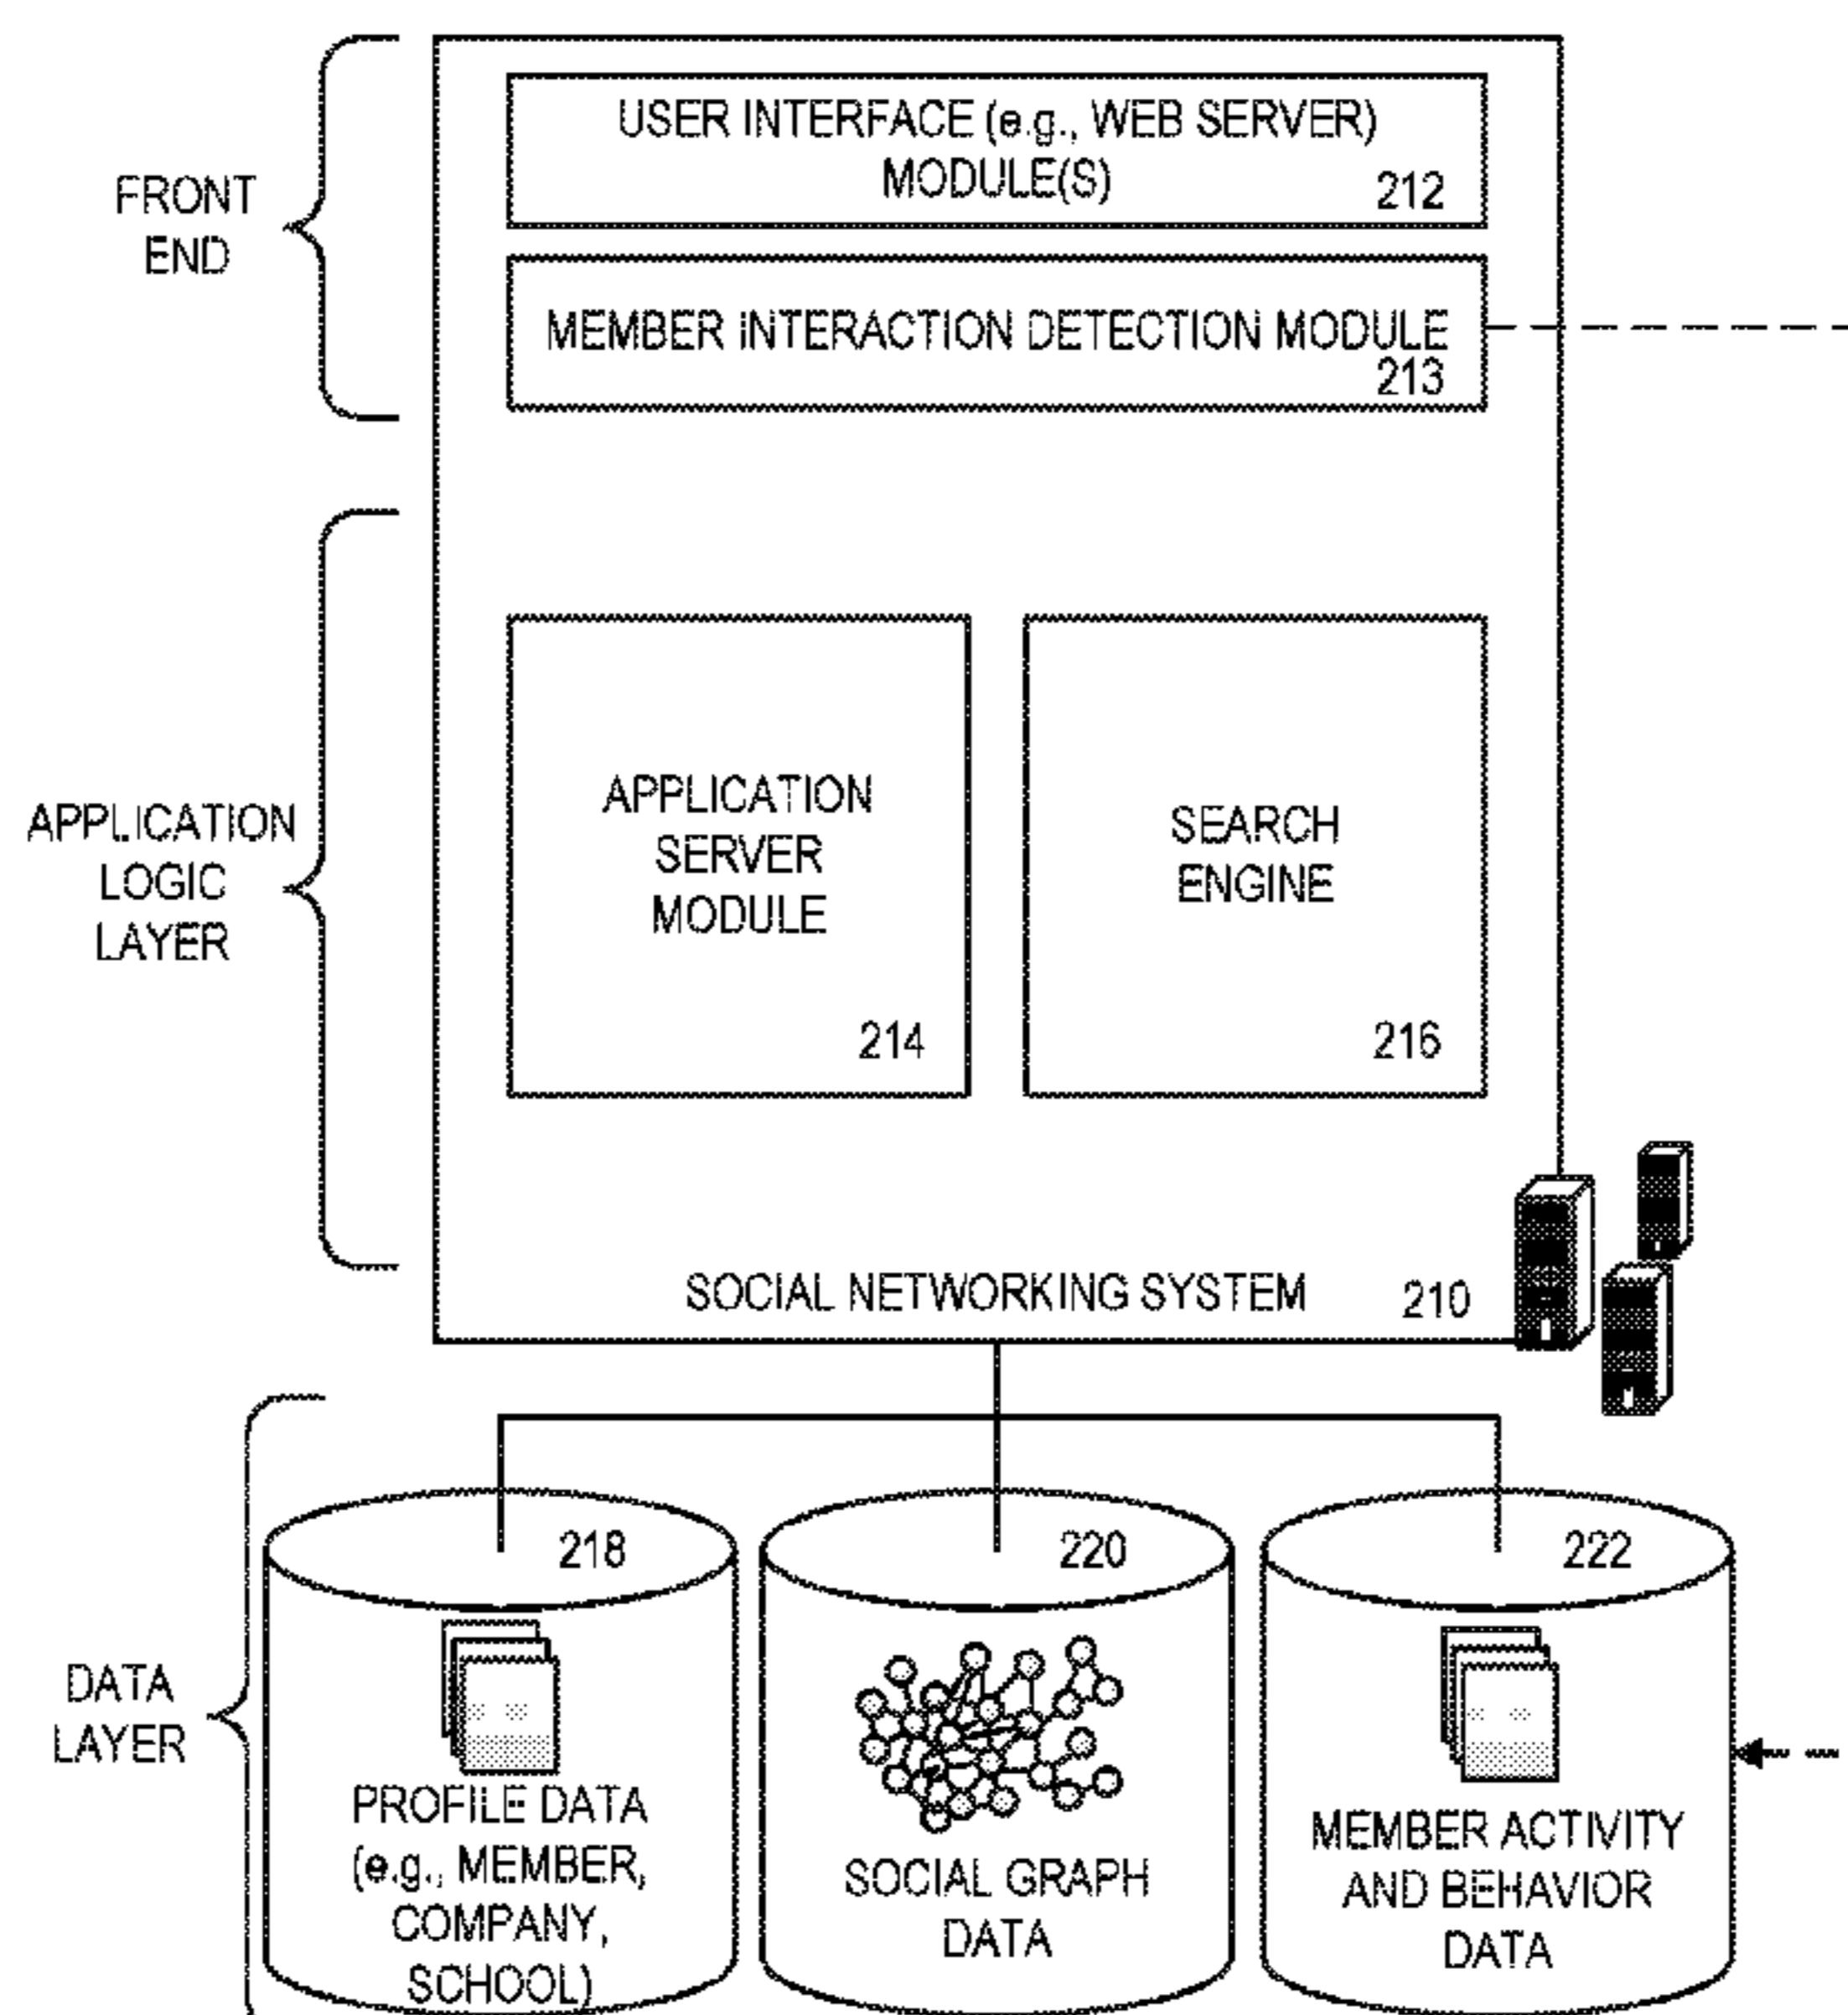 FRONT
END
USER INTERFACE (e.g., WEB SERVER)
MODULE(S)
212
MEMBER INTERACTION DETECTION MODULE
213
APPLICATION
LOGIC
LAYER
APPLICATION
SERVER
MODULE
214
SEARCH
ENGINE
216
SOCIAL NETWORKING SYSTEM
210
DATA
LAYER
218
PROFILE DATA
(e.g., MEMBER,
COMPANY,
SCHOOL)
220
SOCIAL GRAPH
DATA
222
MEMBER ACTIVITY
AND BEHAVIOR
DATA